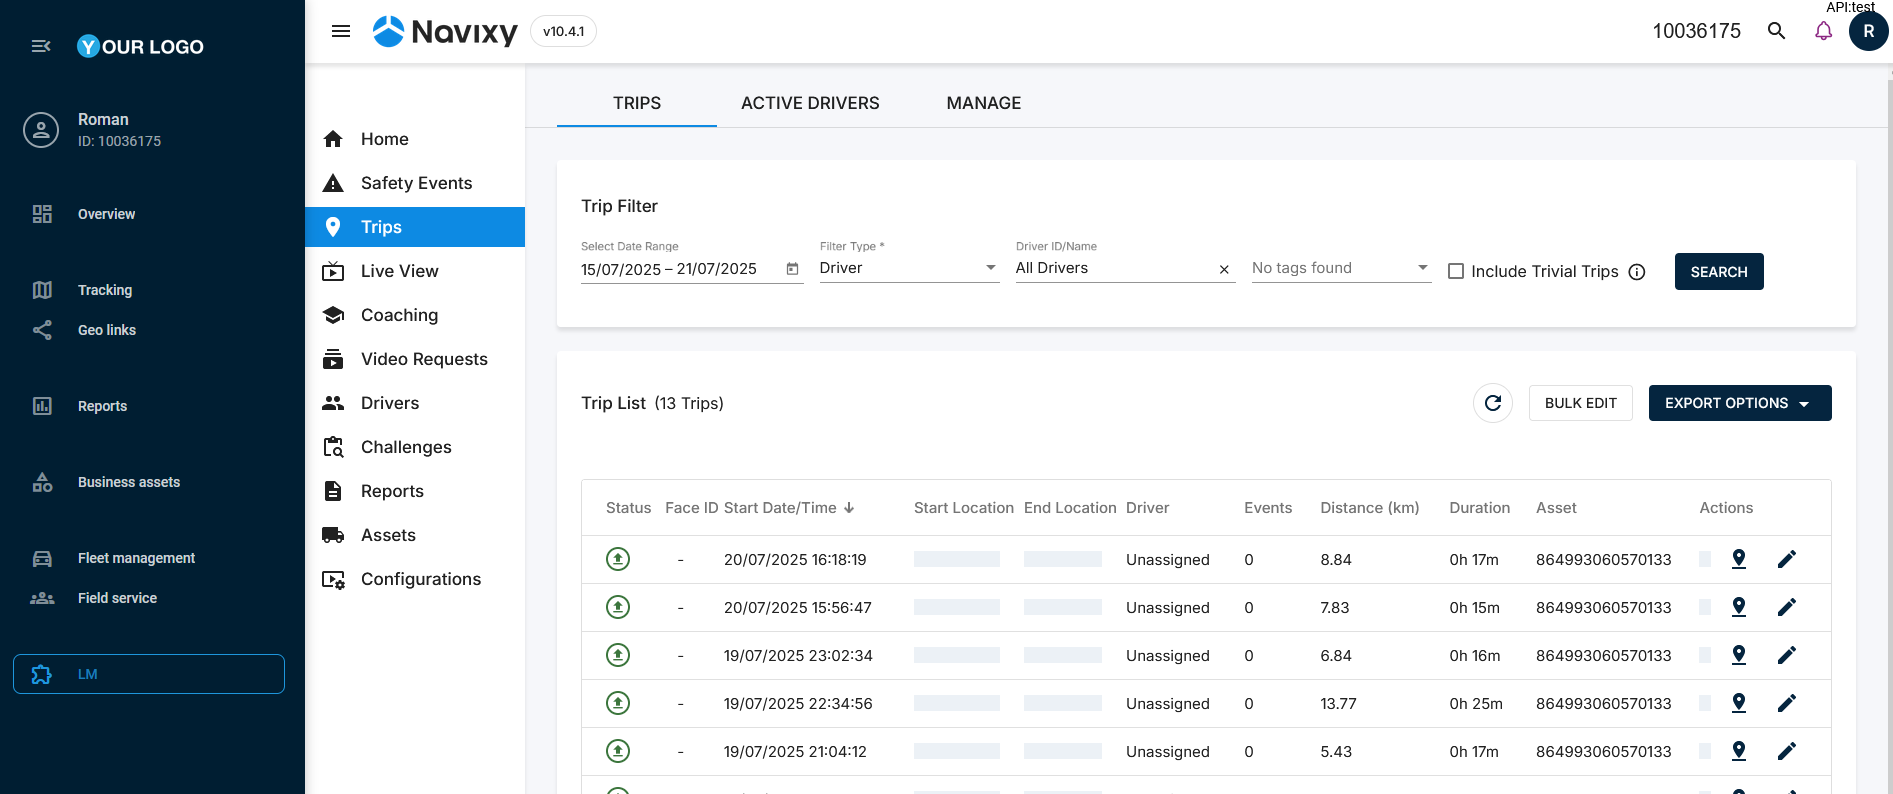 YOUR LOGO
Roman
ID: 10036175
Overview
Tracking
Geo links
Reports
Business assets
Fleet management
Field service
LM
Navixy
v10.4.1
API:test
10036175
R
Home
Safety Events
Trips
Live View
Coaching
Video Requests
Drivers
Challenges
Reports
Assets
Configurations
TRIPS ACTIVE DRIVERS MANAGE
Trip Filter
Select Date Range Filter Type * Driver ID/Name
15/07/2025 – 21/07/2025 Driver All Drivers No tags found Include Trivial Trips SEARCH
Trip List (13 Trips) BULK EDIT EXPORT OPTIONS
Status Face ID Start Date/Time Start Location End Location Driver Events Distance (km) Duration Asset Actions
- 20/07/2025 16:18:19 Unassigned 0 8.84 0h 17m 864993060570133
- 20/07/2025 15:56:47 Unassigned 0 7.83 0h 15m 864993060570133
- 19/07/2025 23:02:34 Unassigned 0 6.84 0h 16m 864993060570133
- 19/07/2025 22:34:56 Unassigned 0 13.77 0h 25m 864993060570133
- 19/07/2025 21:04:12 Unassigned 0 5.43 0h 17m 864993060570133